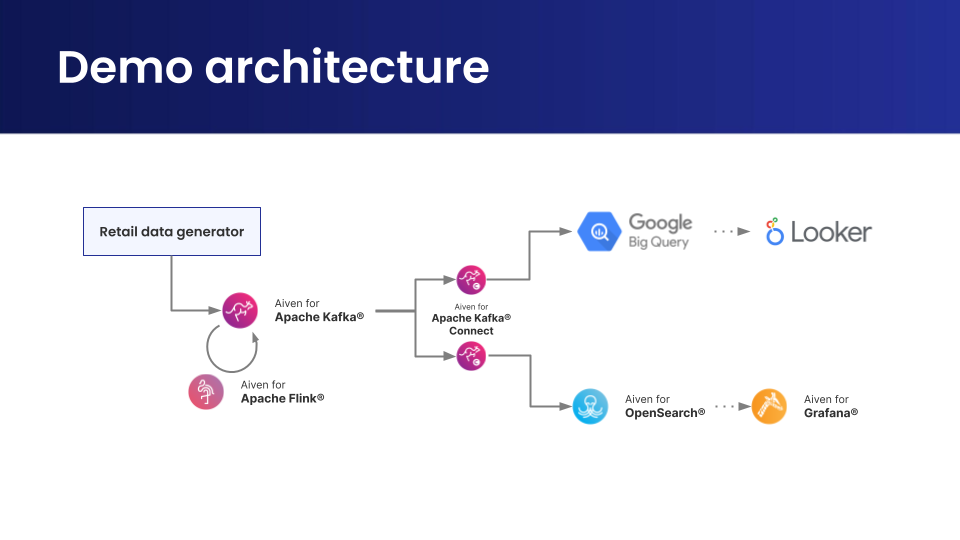 Demo architecture
Retail data generator
Aiven for
Apache Kafka®
Aiven for
Apache Flink®
Aiven for
Apache Kafka®
Connect
Google
Big Query
Looker
Aiven for
OpenSearch®
Aiven for
Grafana®